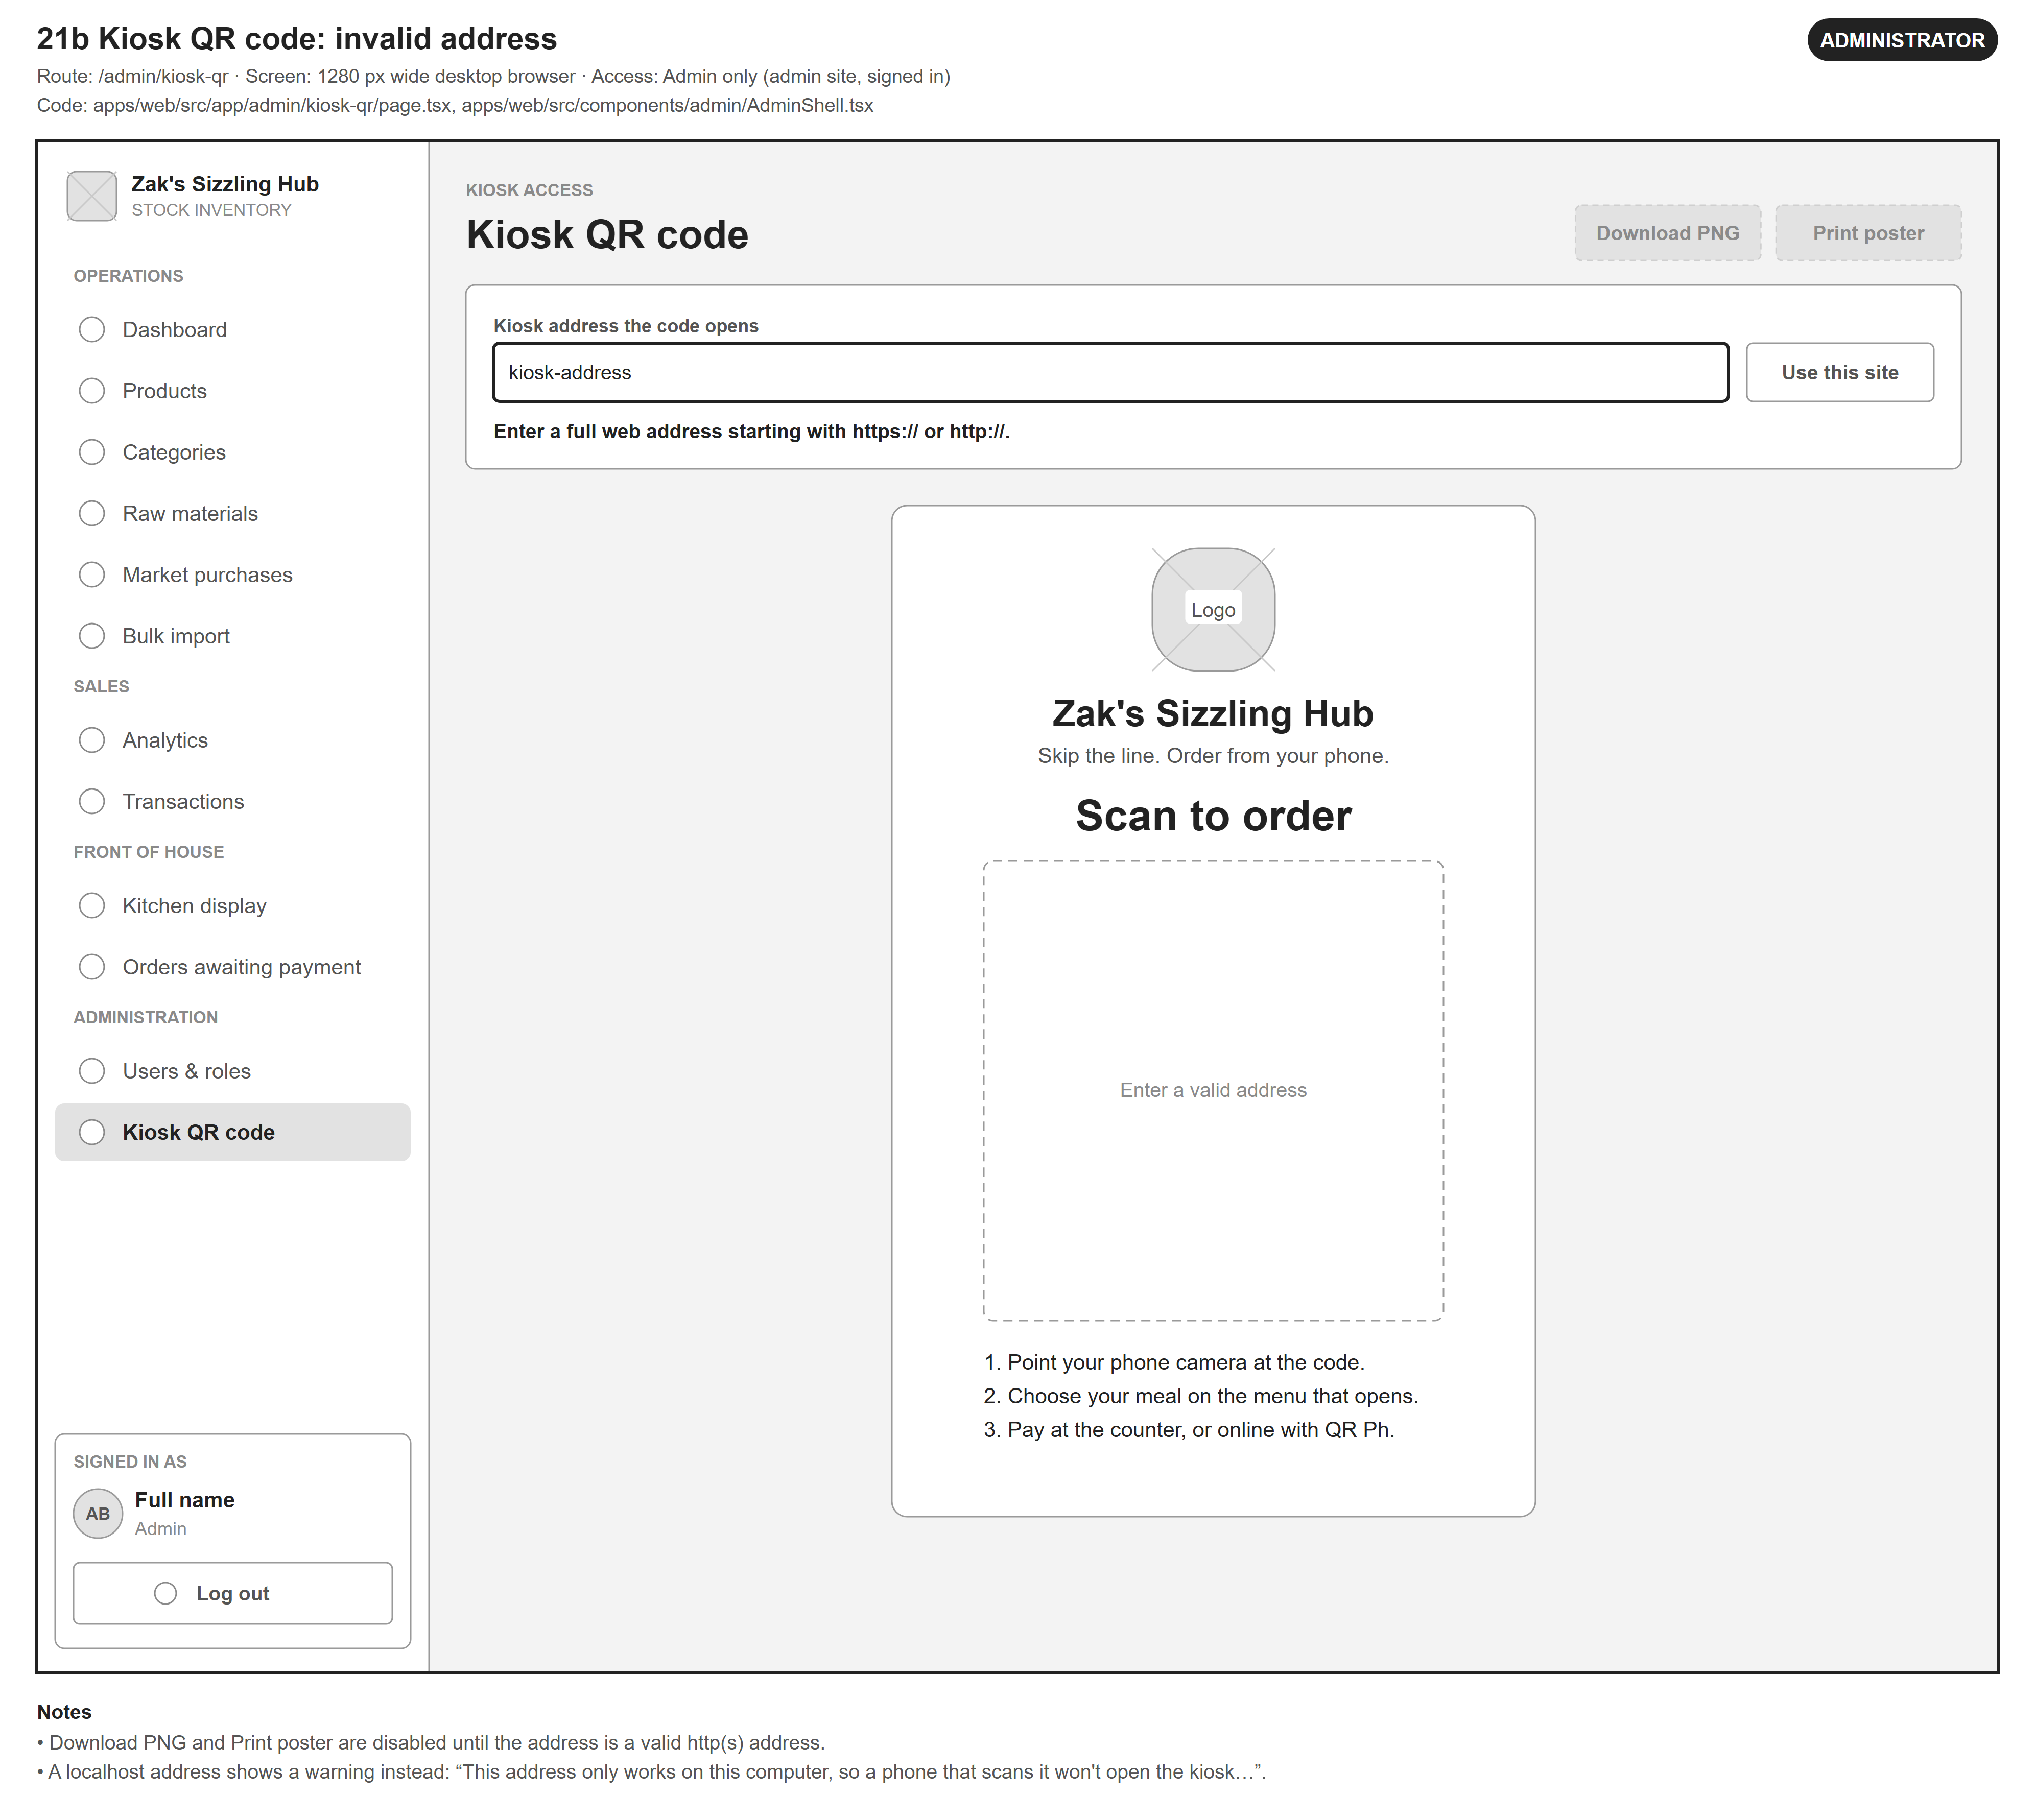 21b Kiosk QR code: invalid address
ADMINISTRATOR
Route: /admin/kiosk-qr · Screen: 1280 px wide desktop browser · Access: Admin only (admin site, signed in)
Code: apps/web/src/app/admin/kiosk-qr/page.tsx, apps/web/src/components/admin/AdminShell.tsx
Zak's Sizzling Hub
STOCK INVENTORY
OPERATIONS
Dashboard
Products
Categories
Raw materials
Market purchases
Bulk import
SALES
Analytics
Transactions
FRONT OF HOUSE
Kitchen display
Orders awaiting payment
ADMINISTRATION
Users & roles
Kiosk QR code
SIGNED IN AS
AB
Full name
Admin
Log out
KIOSK ACCESS
Kiosk QR code
Download PNG
Print poster
Kiosk address the code opens
kiosk-address
Use this site
Enter a full web address starting with https:// or http://.
Logo
Zak's Sizzling Hub
Skip the line. Order from your phone.
Scan to order
Enter a valid address
1. Point your phone camera at the code.
2. Choose your meal on the menu that opens.
3. Pay at the counter, or online with QR Ph.
Notes
• Download PNG and Print poster are disabled until the address is a valid http(s) address.
• A localhost address shows a warning instead: “This address only works on this computer, so a phone that scans it won't open the kiosk…”.